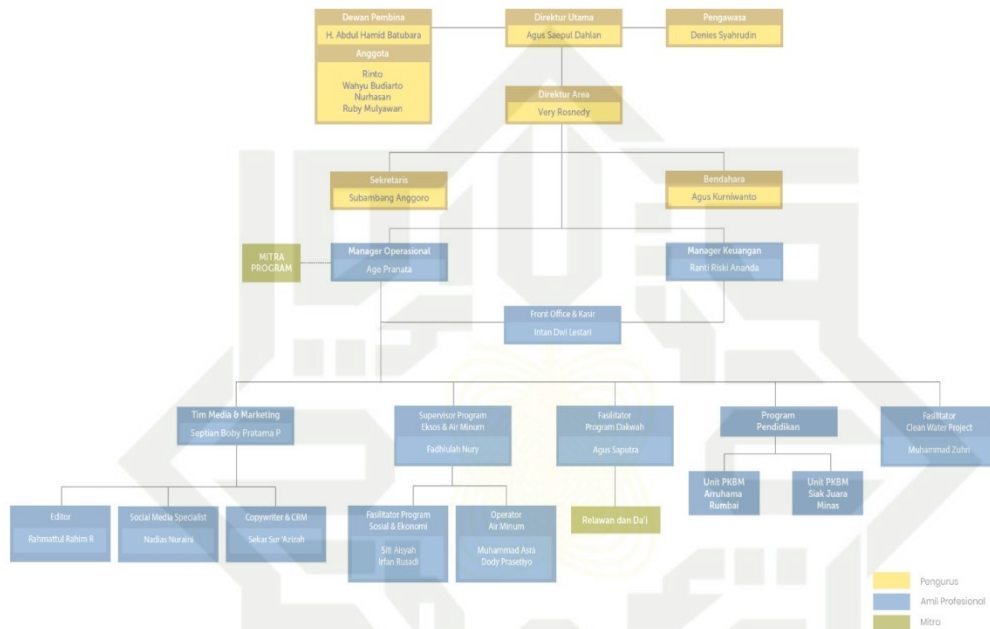 Dewan Pembina
H. Abdul Hamid Batubara
Anggota
Rinto
Wahyu Budiarto
Nurhasan
Ruby Mulyawan
Direktur Utama
Agus Saepul Dahlan
Pengawasa
Denies Syahrudin
Direktur Area
Very Rosnedy
Sekretaris
Subambang Anggoro
Bendahara
Agus Kurniwanto
MITRA
PROGRAM
Manager Operasional
Ago Pranata
Manager Keuangan
Ranti Riski Ananda
Front Office & Kasir
Intan Dwi Lestari
Tim Media & Marketing
Septian Boby Pratama P
Supervisor Program
Eksos & Air Minum
Fadhlulah Nury
Fasilitator
Program Dakwah
Agus Saputra
Program
Pendidikan
Fasilitator
Clean Water Project
Muhammad Zuhri
Editor
Rahmattul Rahim R
Social Media Specialist
Nadias Nuraini
Copywriter & CRM
Sekar Sur 'Azizah
Fasilitator Program
Sosial & Ekonomi
Siti Aisyah
Irfan Rusadi
Operator
Air Minum
Muhammad Asra
Dody Prasetiyo
Relawan dan Da'i
Unit PKBM
Arruhama
Rumbai
Unit PKBM
Siak Juara
Minas
Pengurus
Amil Profesional
Mitra